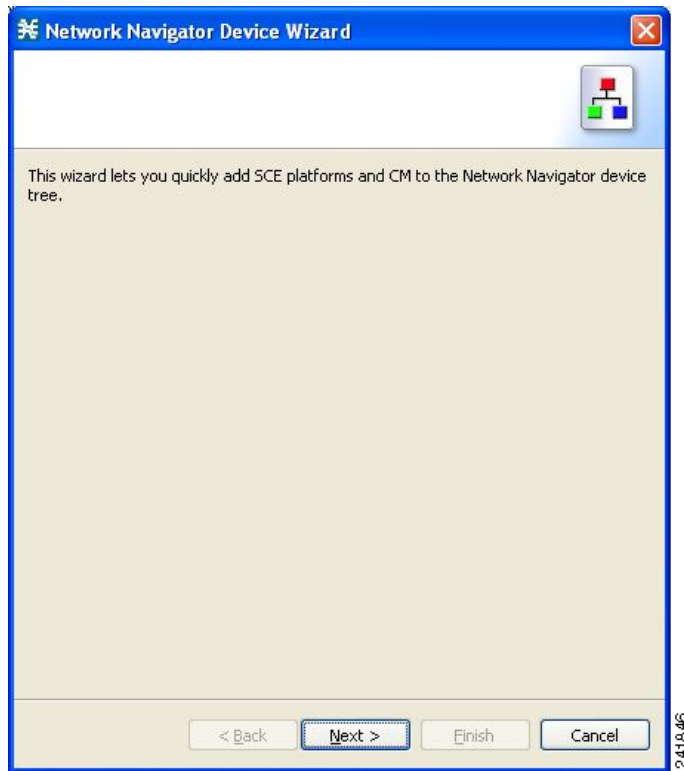 Network Navigator Device Wizard
This wizard lets you quickly add SCE platforms and CM to the Network Navigator device
tree.
< Back
Next >
Finish
Cancel
241846